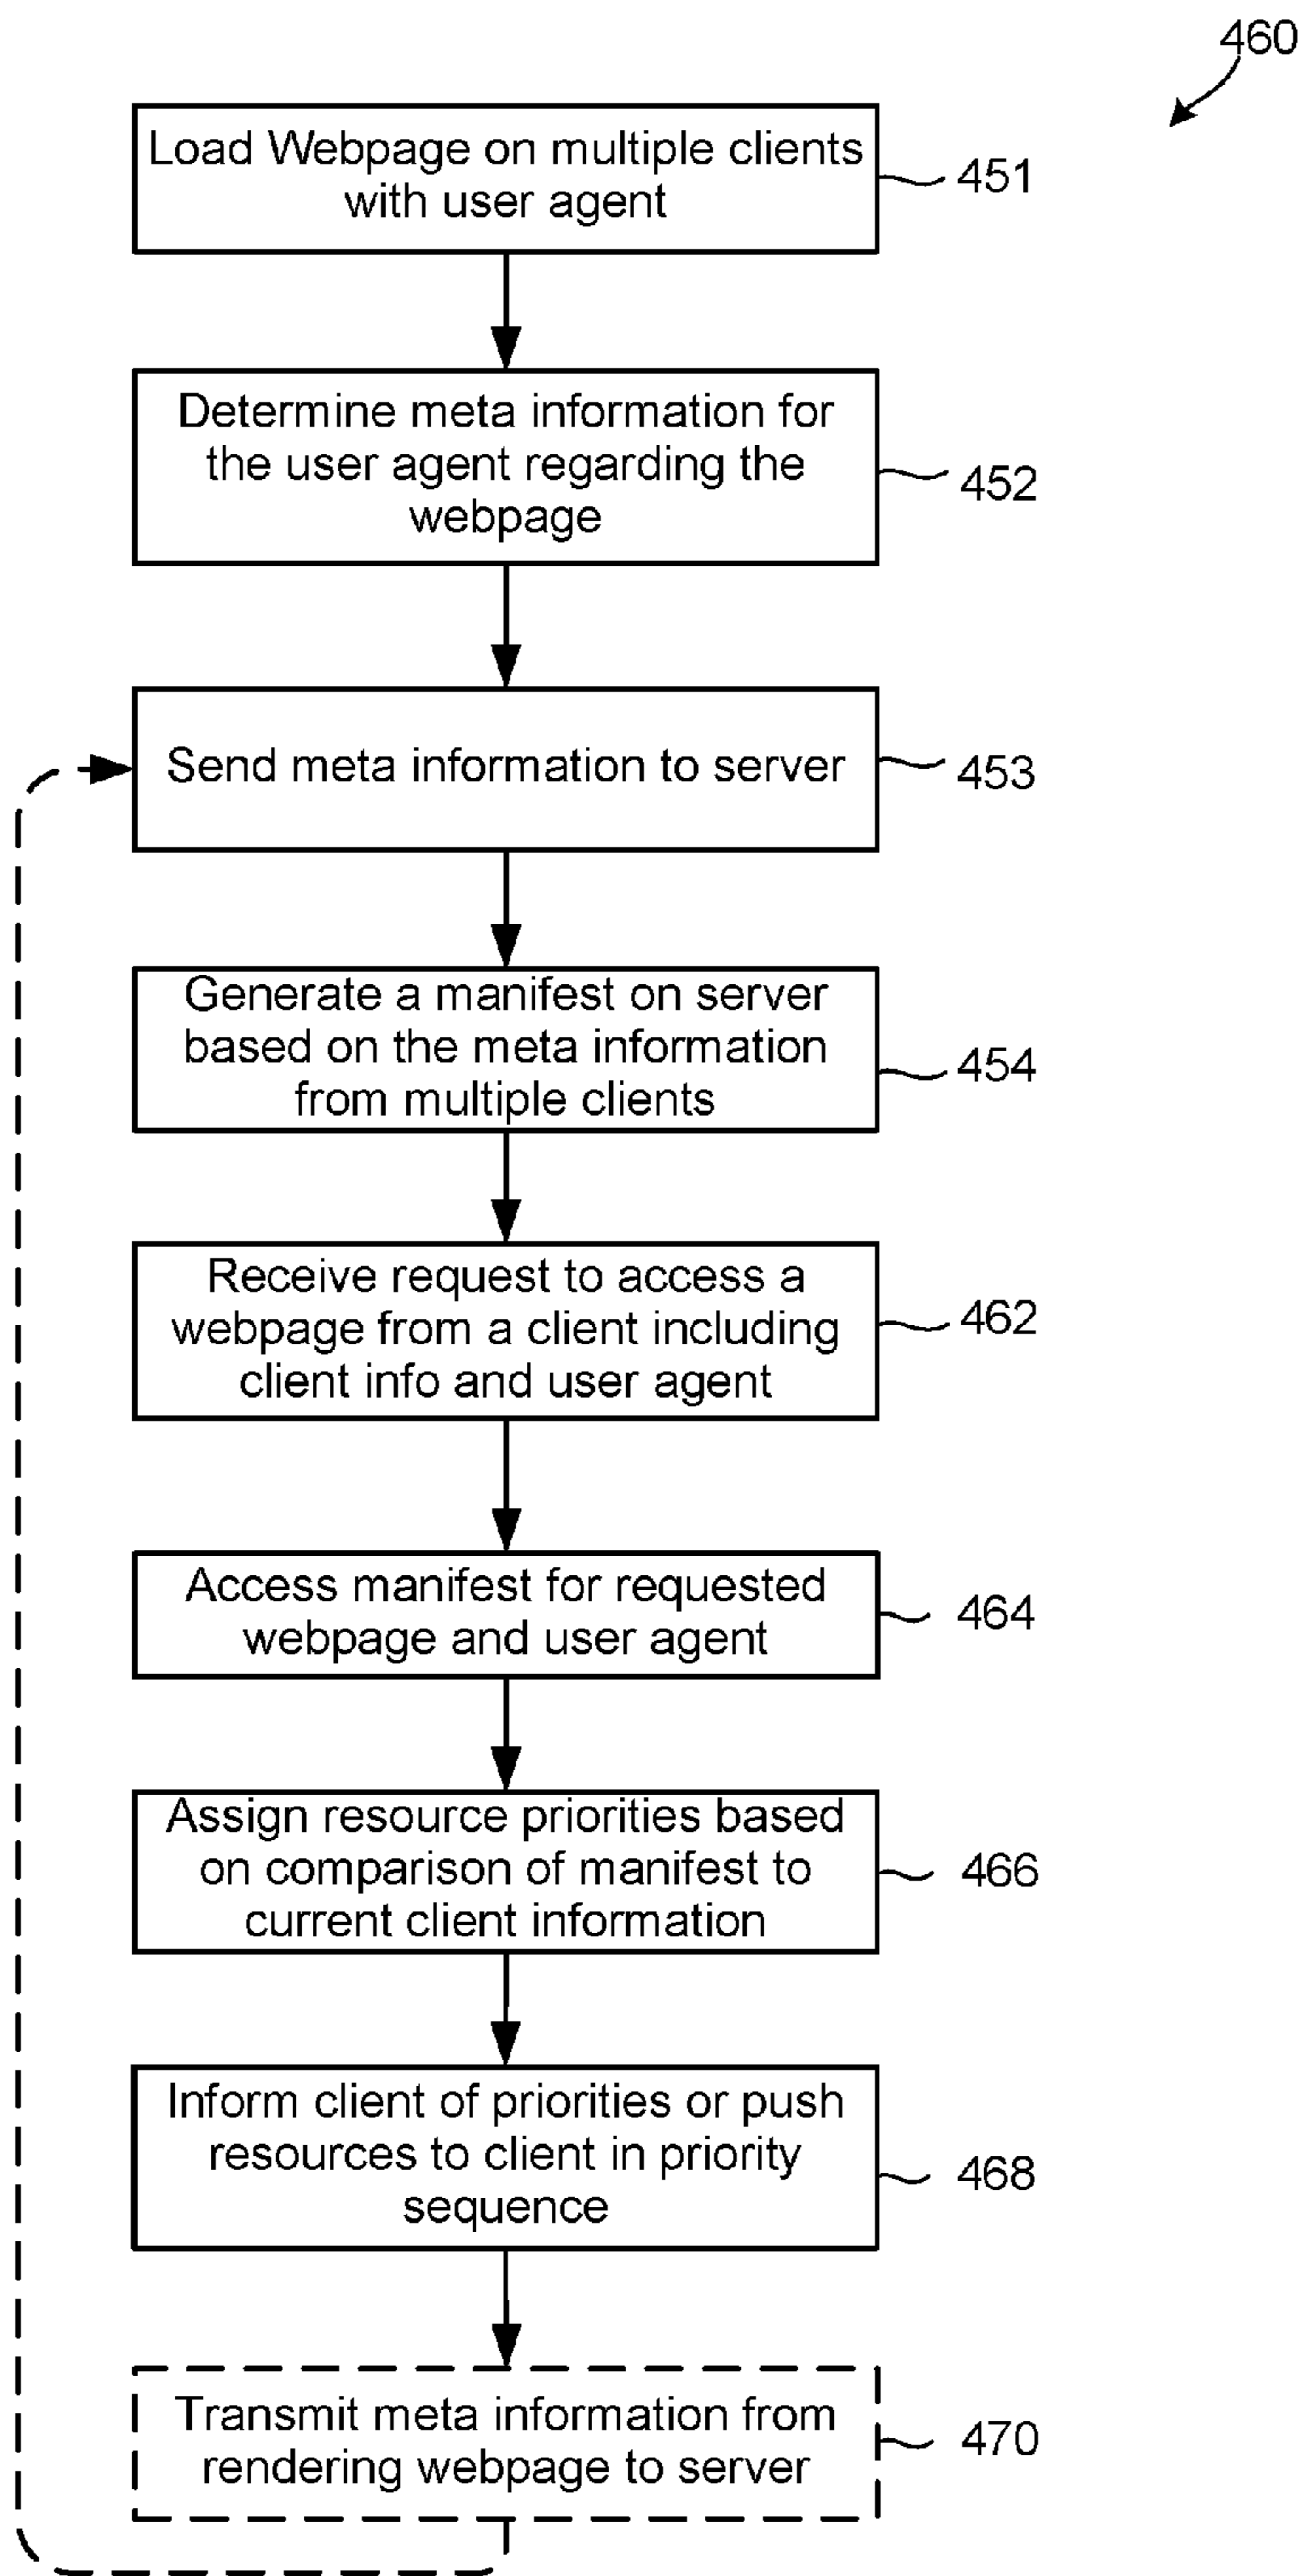 460
Load Webpage on multiple clients
with user agent
451
Determine meta information for
the user agent regarding the
webpage
452
Send meta information to server
453
Generate a manifest on server
based on the meta information
from multiple clients
454
Receive request to access a
webpage from a client including
client info and user agent
462
Access manifest for requested
webpage and user agent
464
Assign resource priorities based
on comparison of manifest to
current client information
466
Inform client of priorities or push
resources to client in priority
sequence
468
Transmit meta information from
rendering webpage to server
470